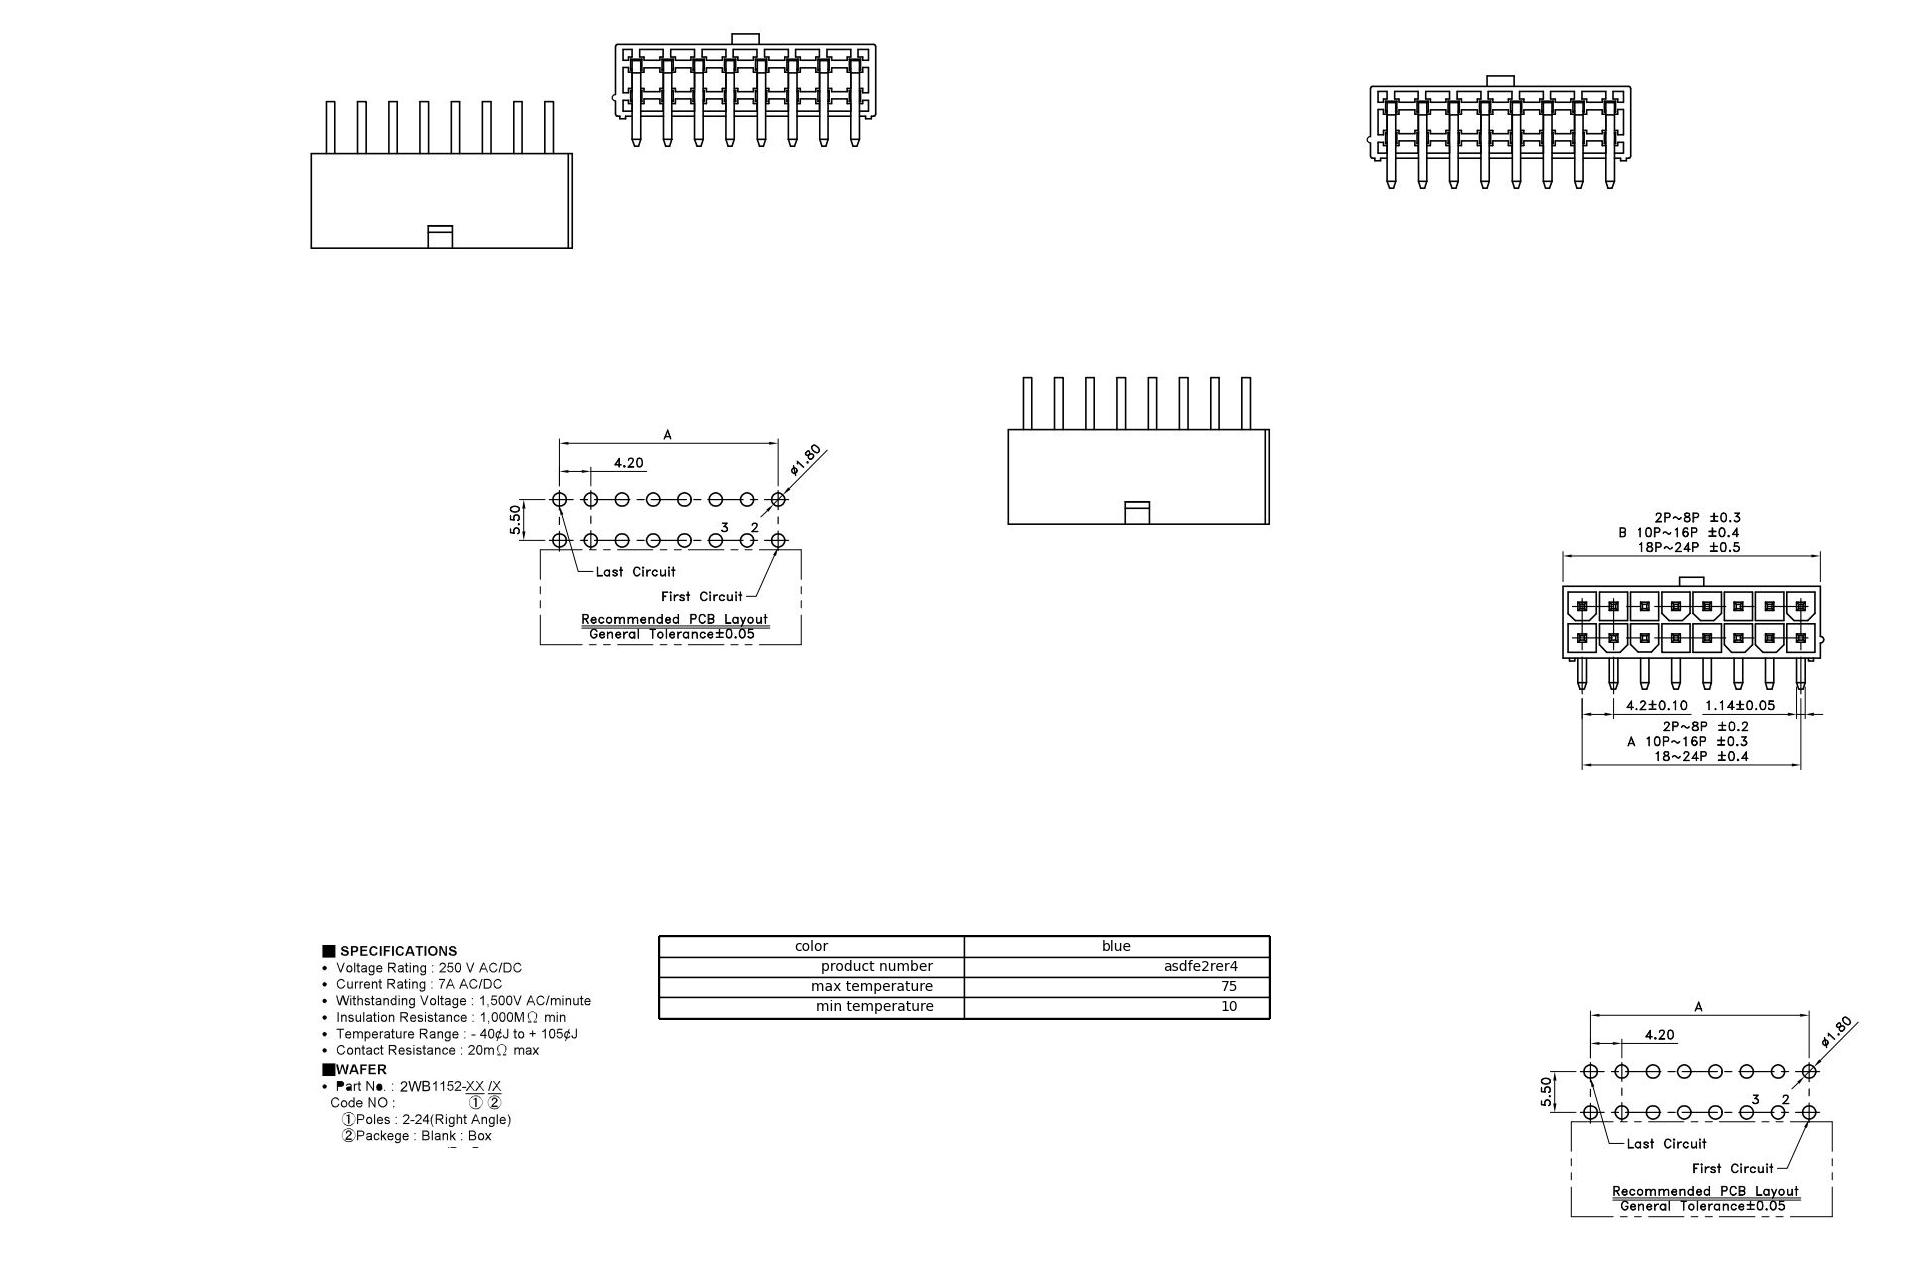 A
4.20
ø1.80
5.50
3 2
Last Circuit
First Circuit
Recommended PCB Layout
General Tolerance±0.05
2P~8P ±0.3
B 10P~16P ±0.4
18P~24P ±0.5
4.2±0.10 1.14±0.05
2P~8P ±0.2
A 10P~16P ±0.3
18~24P ±0.4
■ SPECIFICATIONS
• Voltage Rating : 250 V AC/DC
• Current Rating : 7A AC/DC
• Withstanding Voltage : 1,500V AC/minute
• Insulation Resistance : 1,000MΩ min
• Temperature Range : - 40¢J to + 105¢J
• Contact Resistance : 20mΩ max
■WAFER
• Part No. : 2WB1152-XX /X
Code NO : ① ②
①Poles : 2-24(Right Angle)
②Packege : Blank : Box
color blue
product number asdfe2rer4
max temperature 75
min temperature 10
A
4.20
ø1.80
5.50
3 2
Last Circuit
First Circuit
Recommended PCB Layout
General Tolerance±0.05